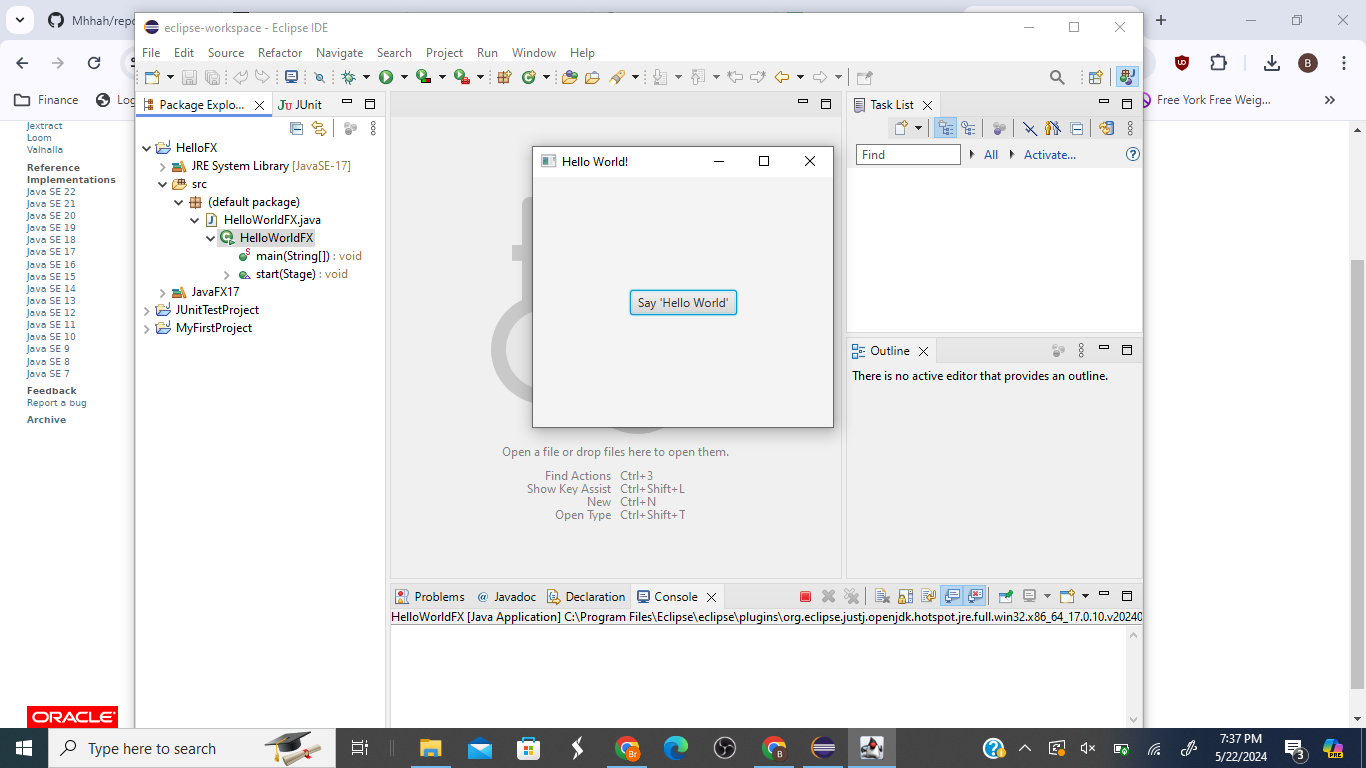 Mhhah/repo
eclipse-workspace - Eclipse IDE
B
File Edit Source Refactor Navigate Search Project Run Window Help
Finance
Log
Free York Free Weig...
Package Explo...
JUnit
Task List
Find
All
Activate...
HelloFX
JRE System Library [JavaSE-17]
src
(default package)
HelloWorldFX.java
HelloWorldFX
main(String[]) : void
start(Stage) : void
JavaFX17
JUnitTestProject
MyFirstProject
Hello World!
Say 'Hello World'
Open a file or drop files here to open them.
Find Actions Ctrl+3
Show Key Assist Ctrl+Shift+L
New Ctrl+N
Open Type Ctrl+Shift+T
Outline
There is no active editor that provides an outline.
jextract
Loom
Valhalla
Reference
Implementations
Java SE 22
Java SE 21
Java SE 20
Java SE 19
Java SE 18
Java SE 17
Java SE 16
Java SE 15
Java SE 14
Java SE 13
Java SE 12
Java SE 11
Java SE 10
Java SE 9
Java SE 8
Java SE 7
Feedback
Report a bug
Archive
ORACLE
Problems
@ Javadoc
Declaration
Console
HelloWorldFX [Java Application] C:\Program Files\Eclipse\eclipse\plugins\org.eclipse.justj.openjdk.hotspot.jre.full.win32.x86_64_17.0.10.v20240
Type here to search
7:37 PM
5/22/2024
3
PRE